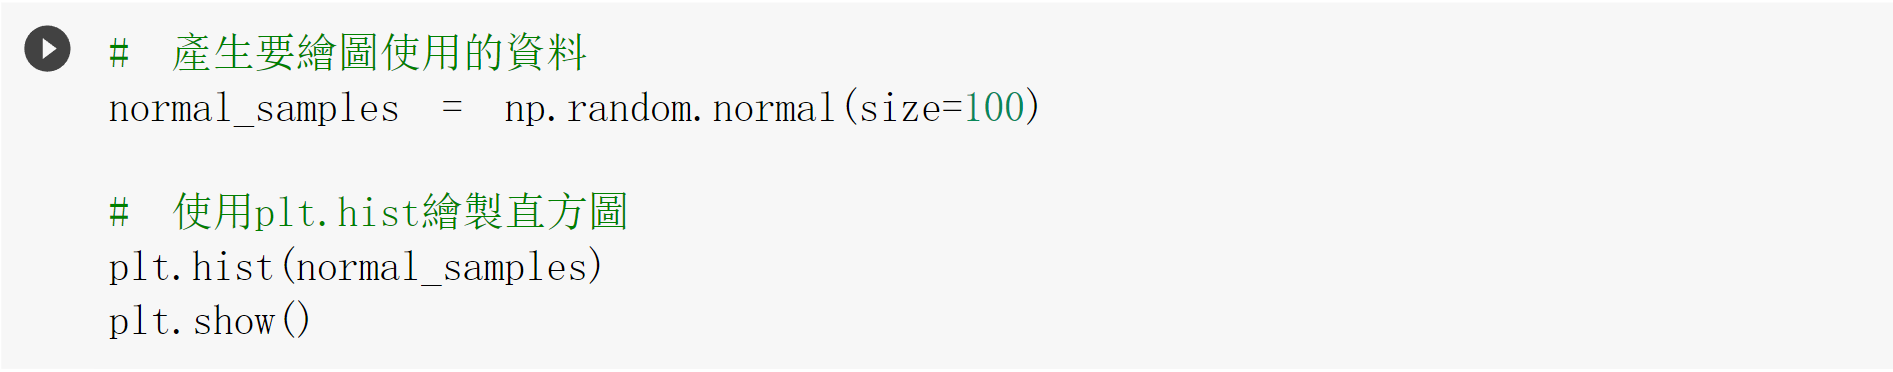 # 產生要繪圖使用的資料
normal_samples = np.random.normal(size=100)
# 使用plt.hist繪製直方圖
plt.hist(normal_samples)
plt.show()